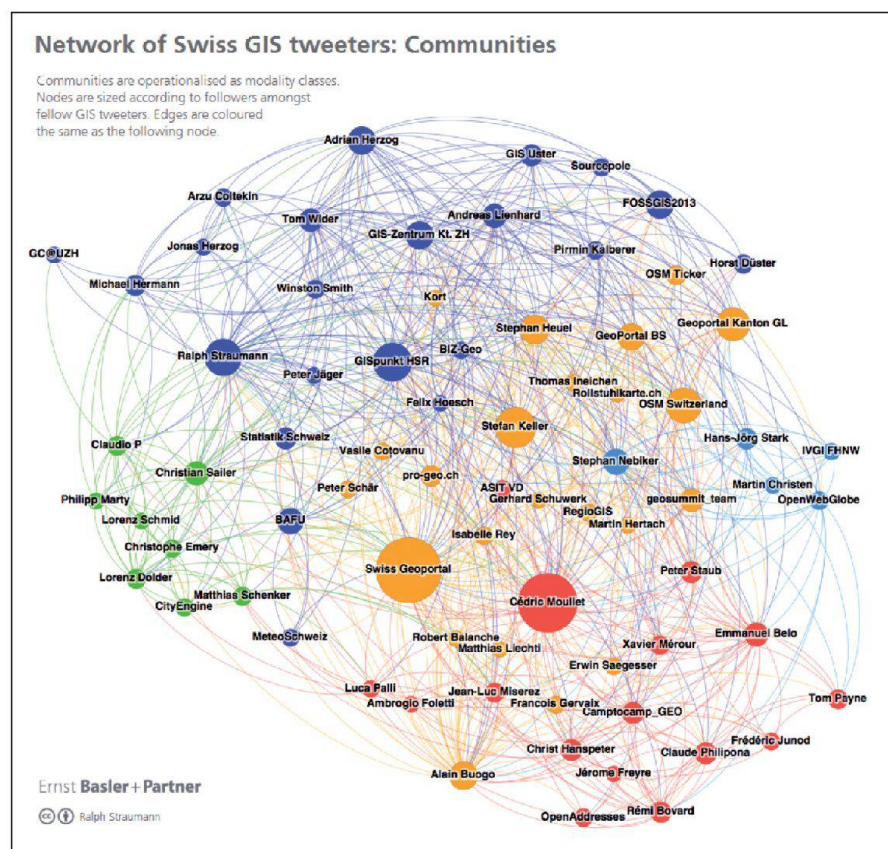 Network of Swiss GIS tweeters: Communities
Communities are operationalised as modality classes.
Nodes are sized according to followers amongst
fellow GIS tweeters. Edges are coloured
the same as the following node.
Adrian Herzog
GIS Uster
Sourcepole
Arzu Coltekin
FOSSGIS2013
Tom Wider
Andreas Lienhard
GIS-Zentrum Kt. ZH
Jonas Herzog
Pirmin Kalberer
GC@UZH
Horst Düster
OSM Ticker
Michael Hermann
Winston Smith
Kort
Stephan Heuel
GeoPortal BS
Geoportal Kanton GL
BIZ-Geo
Ralph Straumann
GISpunkt HSR
Peter Jäger
Thomas Ineichen
Rollstuhlkarte.ch
Felix Hoesch
OSM Switzerland
Stefan Keller
Claudio P
Statistik Schweiz
Hans-Jörg Stark
IVGI FHNW
Vasile Cotovanu
Stephan Nebiker
Christian Sailer
pro-geo.ch
Martin Christen
ASIT VD
Peter Schär
Philipp Marty
Gerhard Schuwerk
geosummit_team
OpenWebGlobe
RegioGIS
Lorenz Schmid
BAFU
Martin Hertach
Isabelle Rey
Christophe Emery
Swiss Geoportal
Peter Staub
Lorenz Dolder
Matthias Schenker
Cédric Moullet
CityEngine
MeteoSchweiz
Robert Balanche
Emmanuel Belo
Xavier Mérour
Matthias Liechti
Erwin Saegesser
Luca Palli
Jean-Luc Miserez
Tom Payne
Ambrogio Foletti
Francois Gervaix
Camptocamp_GEO
Frédéric Junod
Christ Hanspeter
Claude Philipona
Alain Buogo
Jérome Freyre
OpenAddresses
Rémi Bovard
Ernst Basler + Partner
cc Ralph Straumann